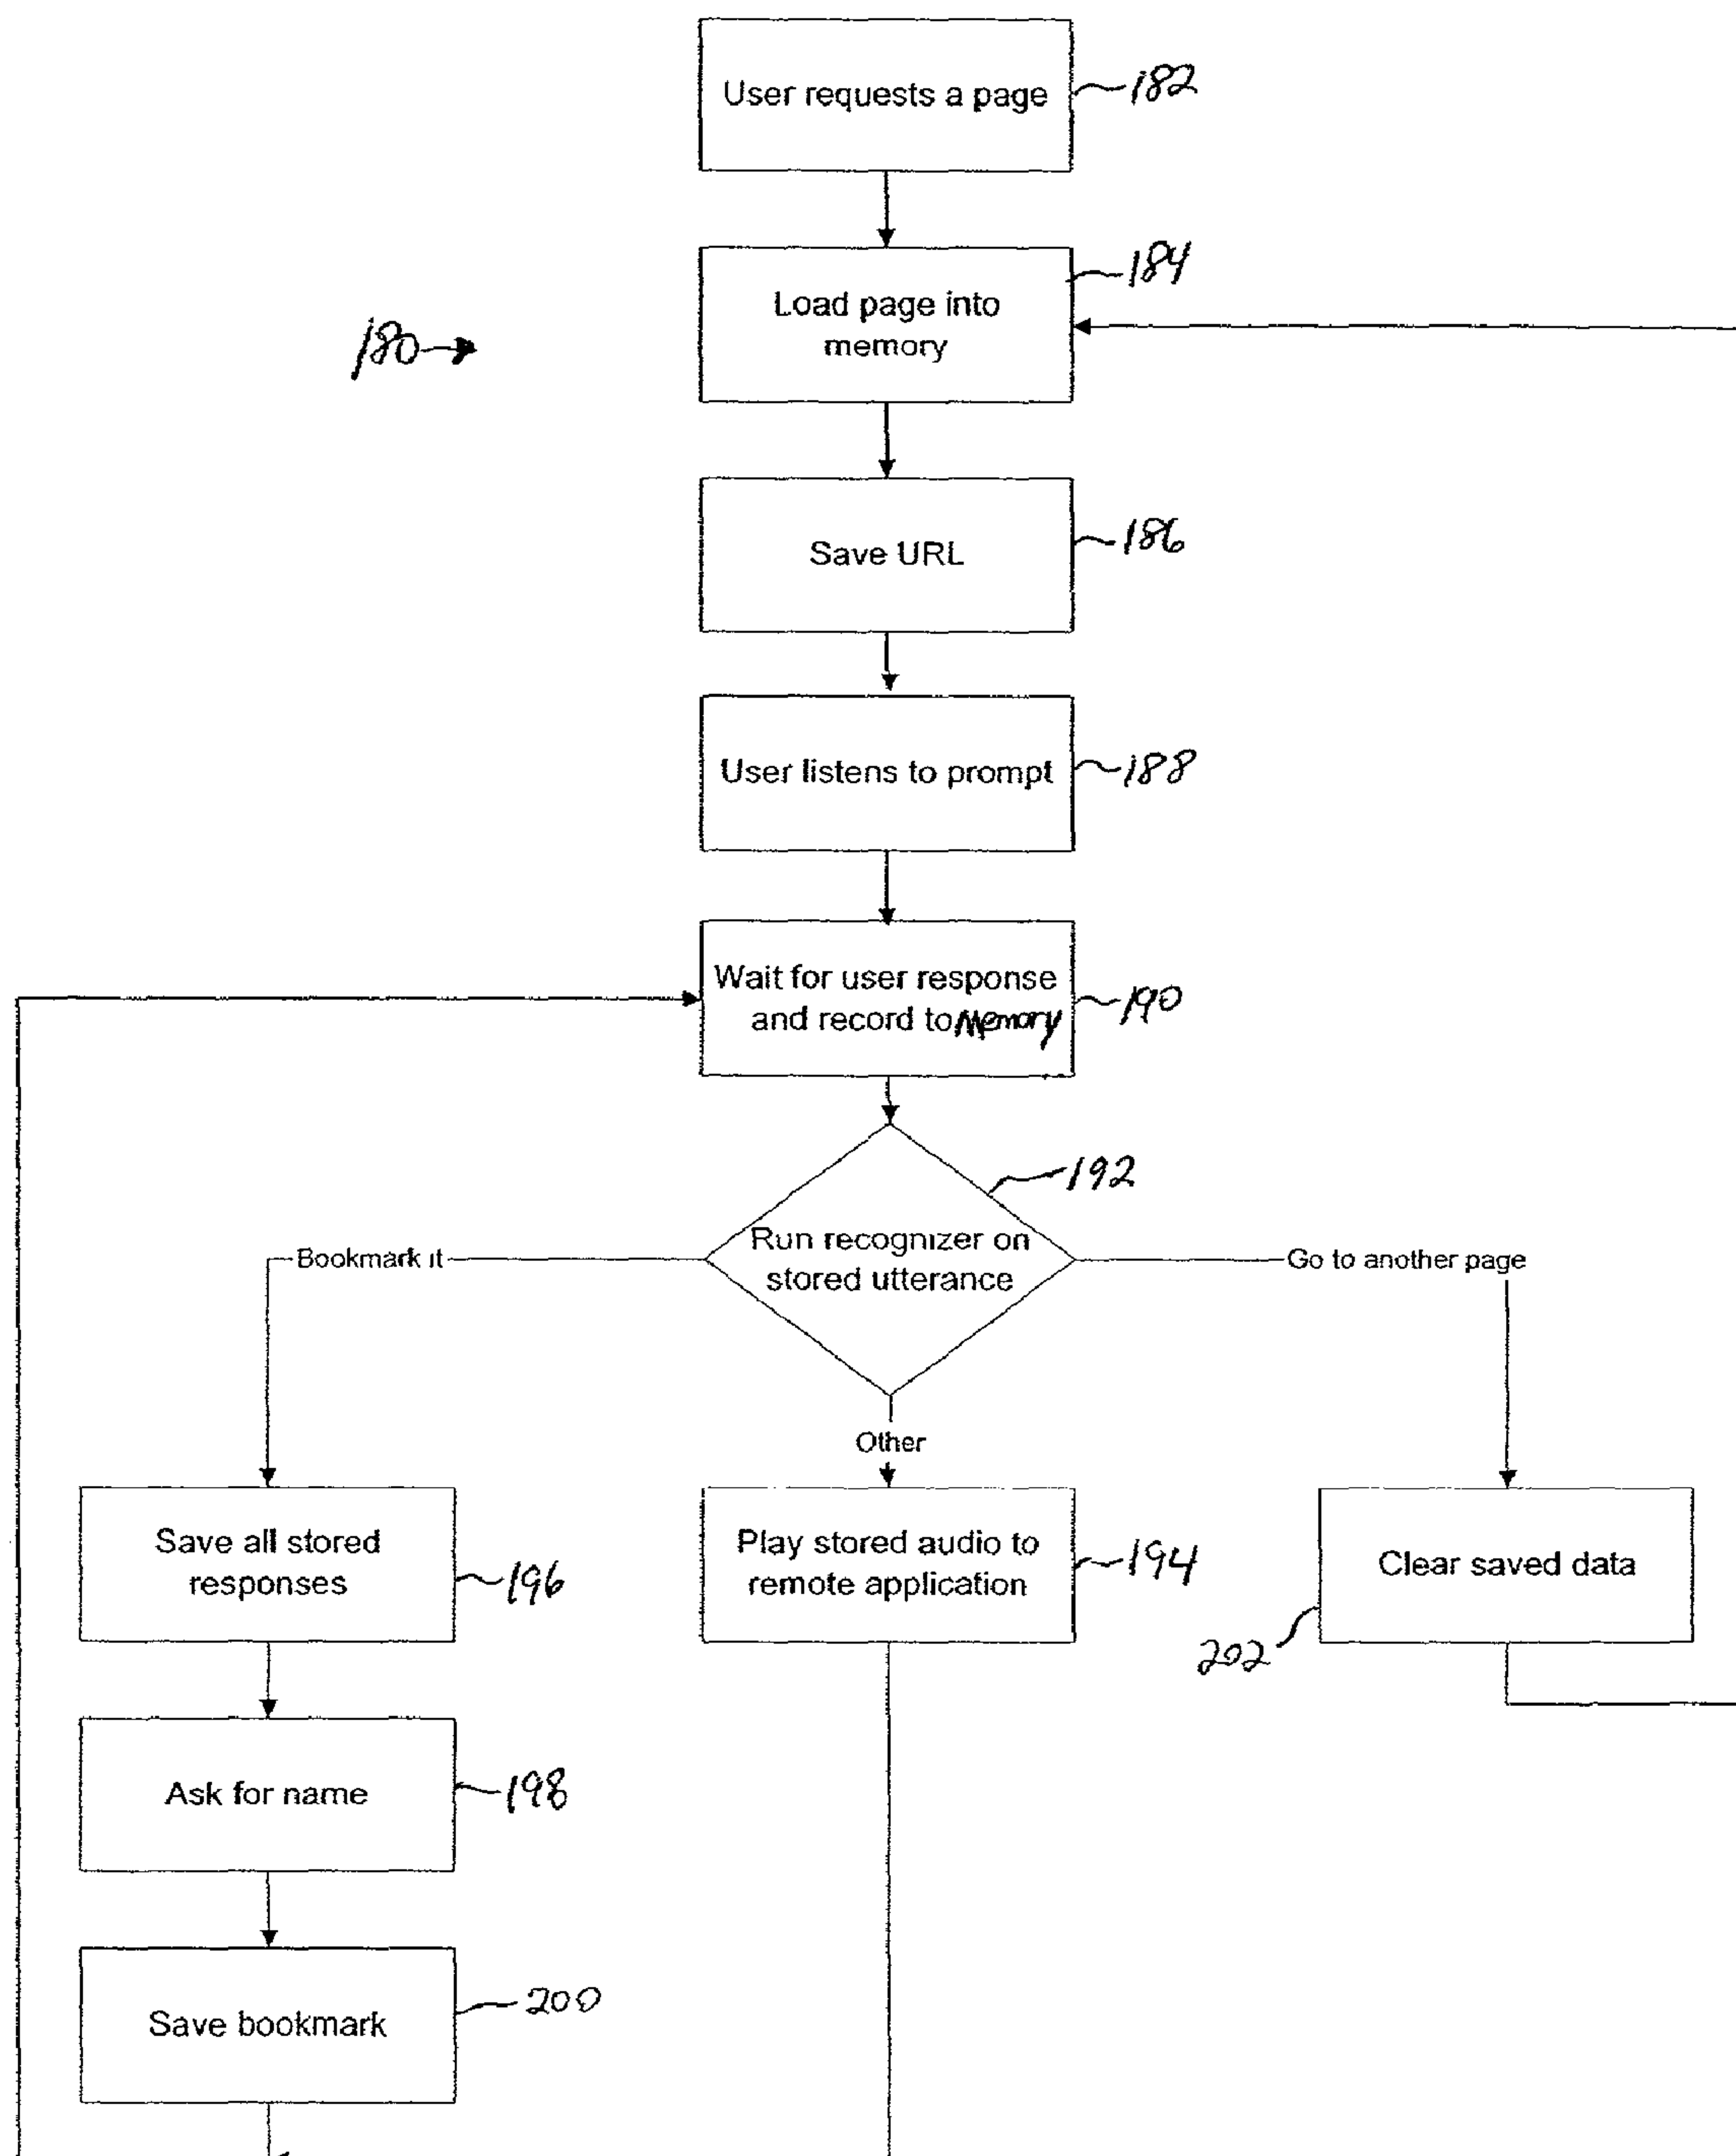 User requests a page
182
184
Load page into
memory
180
Save URL
186
User listens to prompt
188
Wait for user response
and record to Memory
190
192
Run recognizer on
stored utterance
Bookmark it
Go to another page
Other
Save all stored
responses
196
Play stored audio to
remote application
194
Clear saved data
202
Ask for name
198
Save bookmark
200